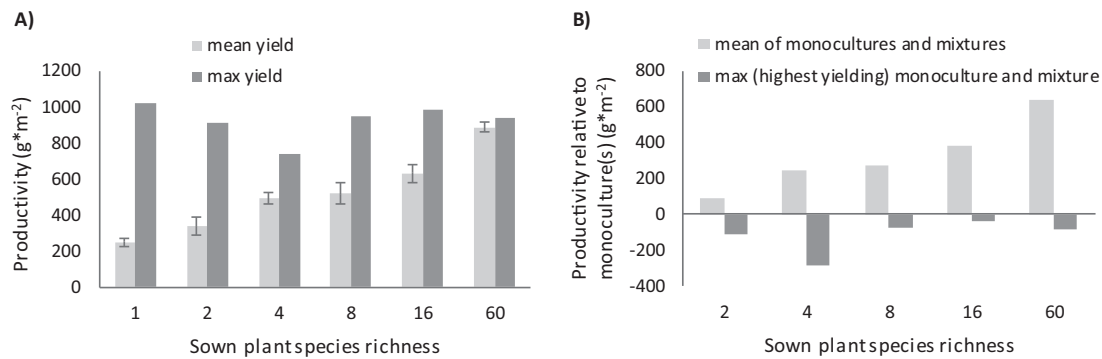 A)
mean yield
max yield
1200
1000
800
600
400
200
0
Productivity (g*m-2)
1
2
4
8
16
60
Sown plant species richness
B)
mean of monocultures and mixtures
max (highest yielding) monoculture and mixture
800
600
400
200
0
-200
-400
Productivity relative to
monoculture(s) (g*m-2)
2
4
8
16
60
Sown plant species richness